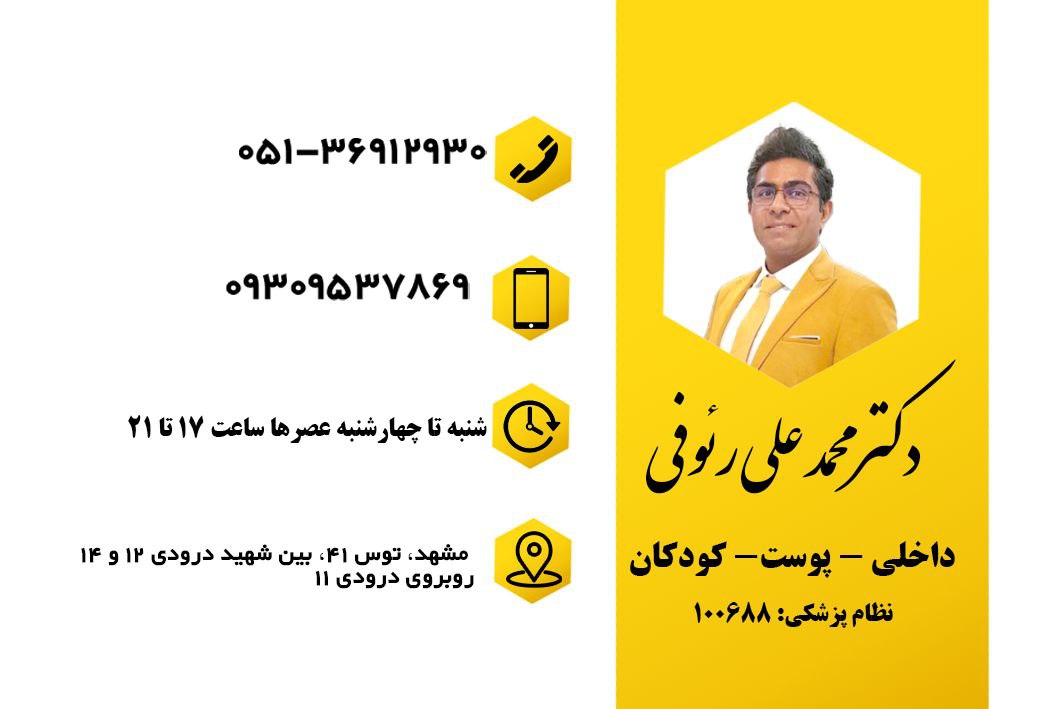 دکتر محمد علی رئوفی
داخلی – پوست- کودکان
نظام پزشکی: ۱۰۰۶۸۸
۰۵۱-۳۶۹۱۲۹۳۰
۰۹۳۰۹۵۳۷۸۶۹
شنبه تا چهارشنبه عصرها ساعت ۱۷ تا ۲۱
مشهد، توس ۴۱، بین شهید درودی ۱۲ و ۱۴
روبروی درودی ۱۱